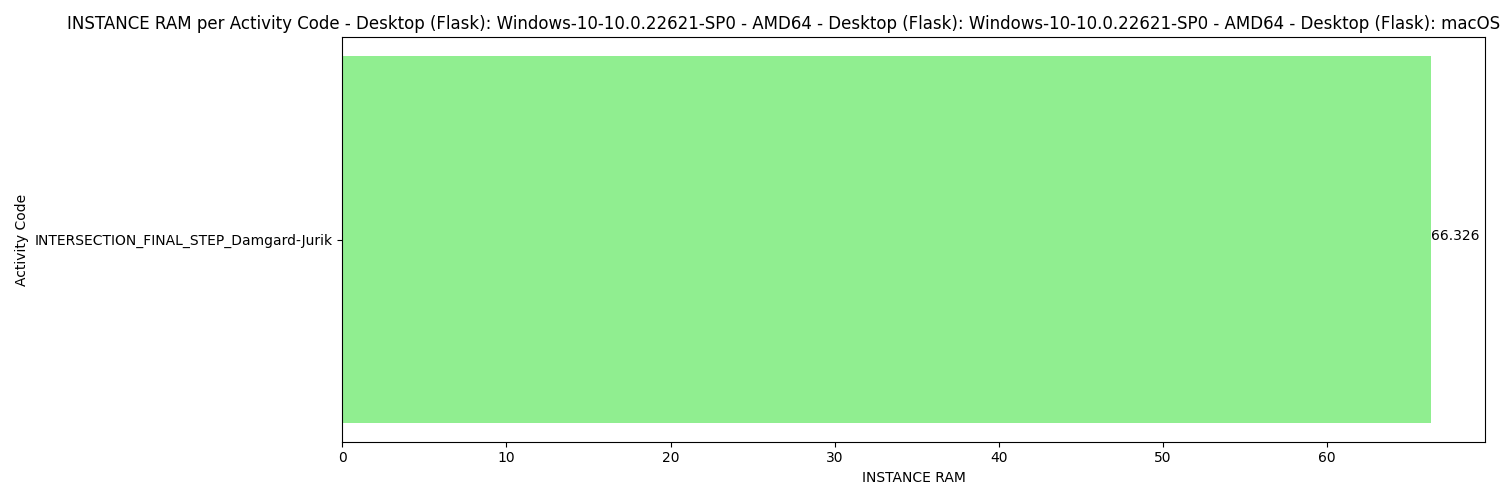 INSTANCE RAM per Activity Code - Desktop (Flask): Windows-10-10.0.22621-SP0 - AMD64 - Desktop (Flask): Windows-10-10.0.22621-SP0 - AMD64 - Desktop (Flask): macOS
Activity Code
INTERSECTION_FINAL_STEP_Damgard-Jurik
66.326
0 10 20 30 40 50 60
INSTANCE RAM